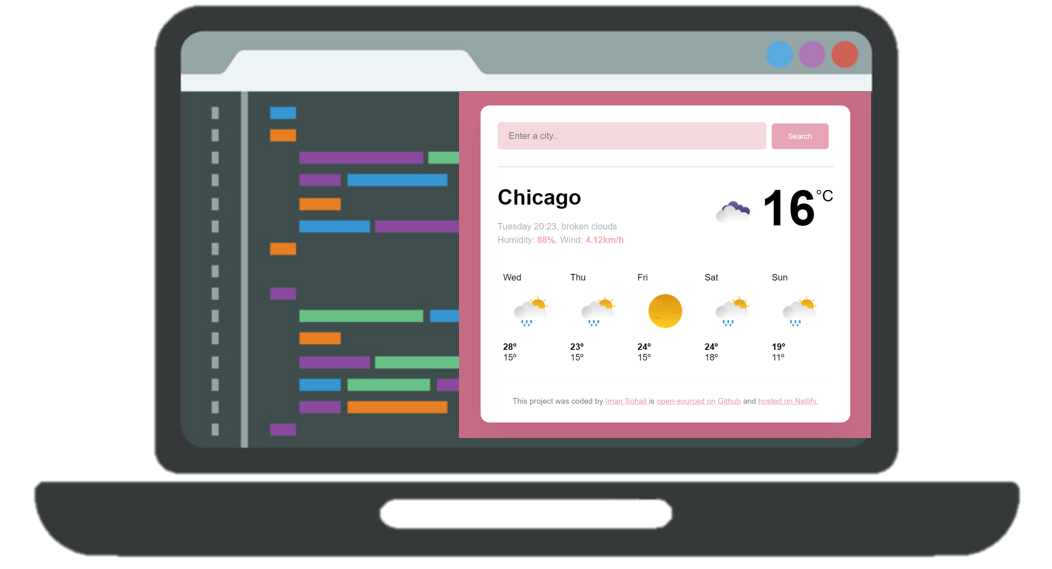 Enter a city..
Search
Chicago
16°C
Tuesday 20:23, broken clouds
Humidity: 88%, Wind: 4.12km/h
Wed Thu Fri Sat Sun
28° 23° 24° 24° 19°
15° 15° 15° 18° 11°
This project was coded by Iman Sohail is open-sourced on Github and hosted on Netlify.